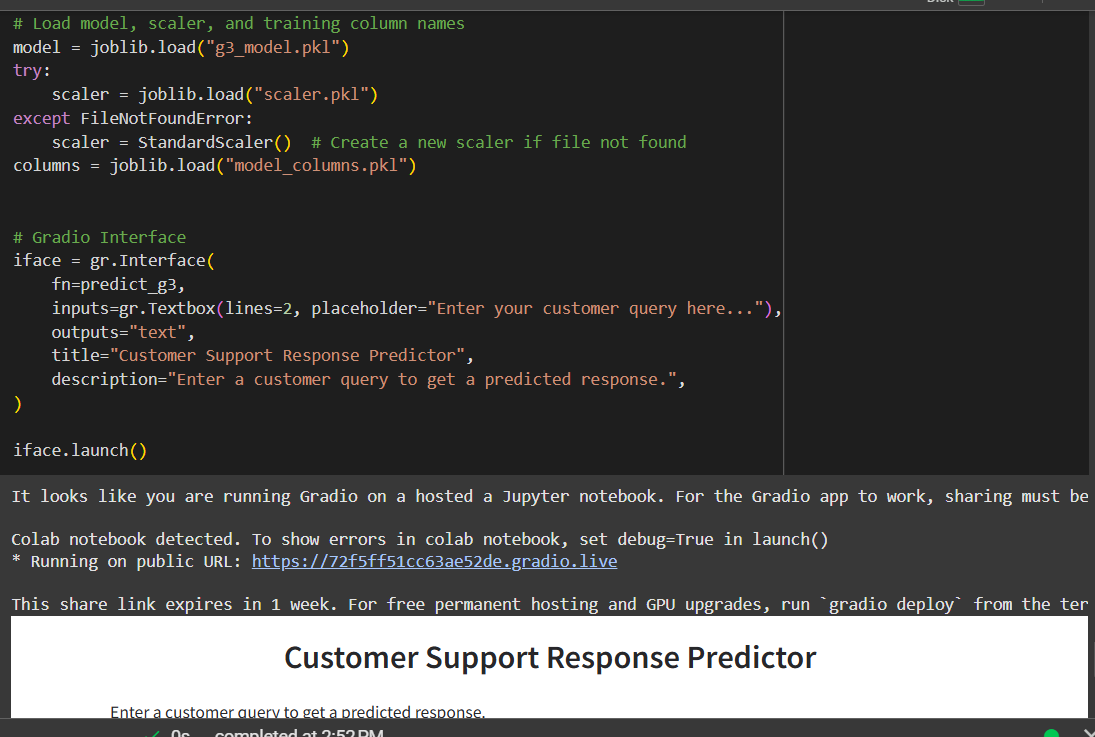 Disk
# Load model, scaler, and training column names
model = joblib.load("g3_model.pkl")
try:
    scaler = joblib.load("scaler.pkl")
except FileNotFoundError:
    scaler = StandardScaler()  # Create a new scaler if file not found
columns = joblib.load("model_columns.pkl")
# Gradio Interface
iface = gr.Interface(
    fn=predict_g3,
    inputs=gr.Textbox(lines=2, placeholder="Enter your customer query here..."),
    outputs="text",
    title="Customer Support Response Predictor",
    description="Enter a customer query to get a predicted response.",
)
iface.launch()
It looks like you are running Gradio on a hosted a Jupyter notebook. For the Gradio app to work, sharing must be
Colab notebook detected. To show errors in colab notebook, set debug=True in launch()
* Running on public URL: https://72f5ff51cc63ae52de.gradio.live
This share link expires in 1 week. For free permanent hosting and GPU upgrades, run `gradio deploy` from the ter
Customer Support Response Predictor
Enter a customer query to get a predicted response.
0s completed at 2:52 PM